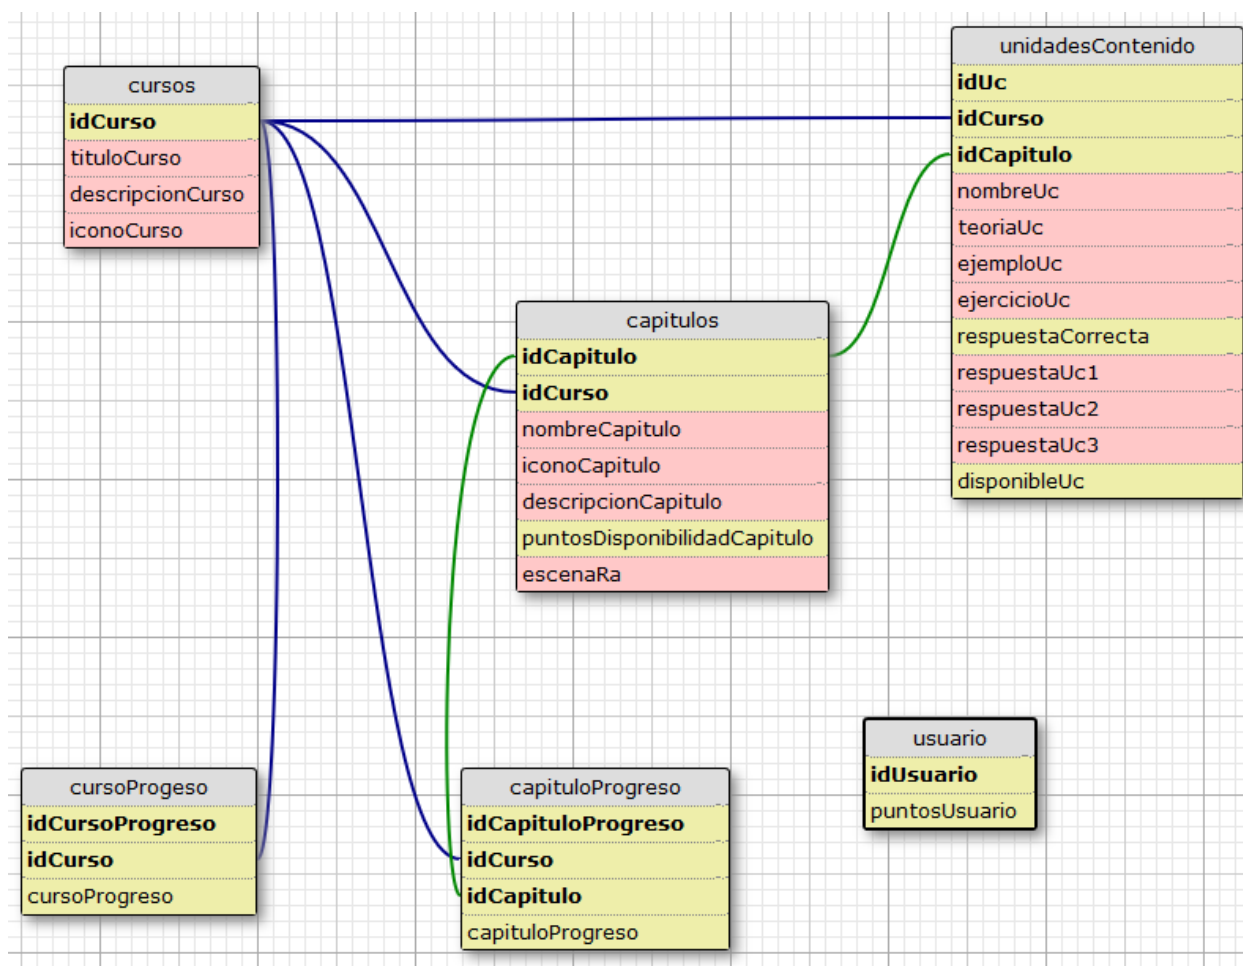 cursos
idCurso
tituloCurso
descripcionCurso
iconoCurso
unidadesContenido
idUc
idCurso
idCapitulo
nombreUc
teoriaUc
ejemploUc
ejercicioUc
respuestaCorrecta
respuestaUc1
respuestaUc2
respuestaUc3
disponibleUc
capitulos
idCapitulo
idCurso
nombreCapitulo
iconoCapitulo
descripcionCapitulo
puntosDisponibilidadCapitulo
escenaRa
cursoProgeso
idCursoProgreso
idCurso
cursoProgreso
capituloProgreso
idCapituloProgreso
idCurso
idCapitulo
capituloProgreso
usuario
idUsuario
puntosUsuario